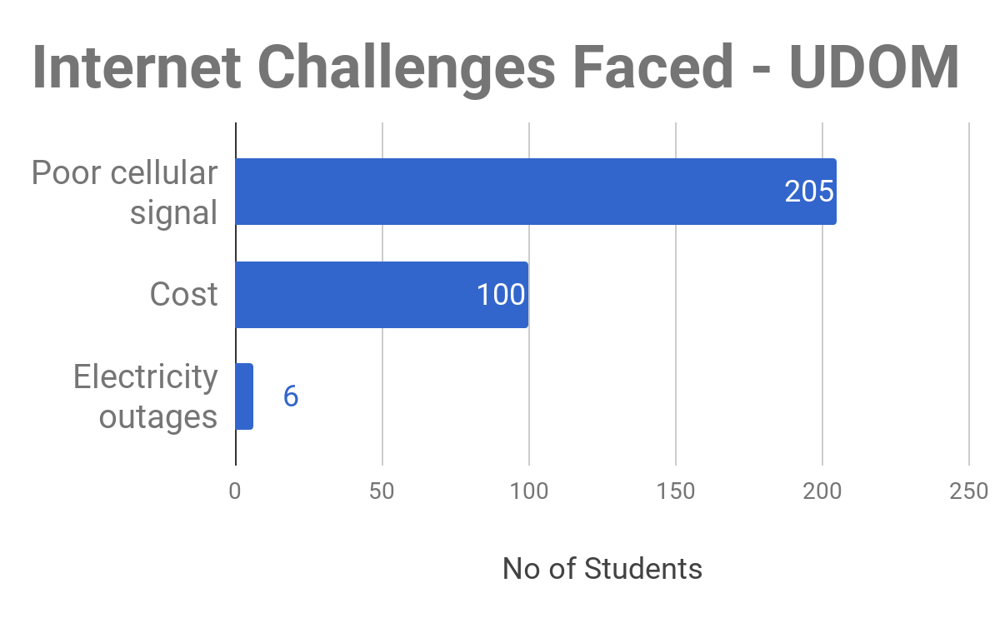 Internet Challenges Faced - UDOM
Poor cellular
signal
205
Cost
100
Electricity
outages
6
0 50 100 150 200 250
No of Students